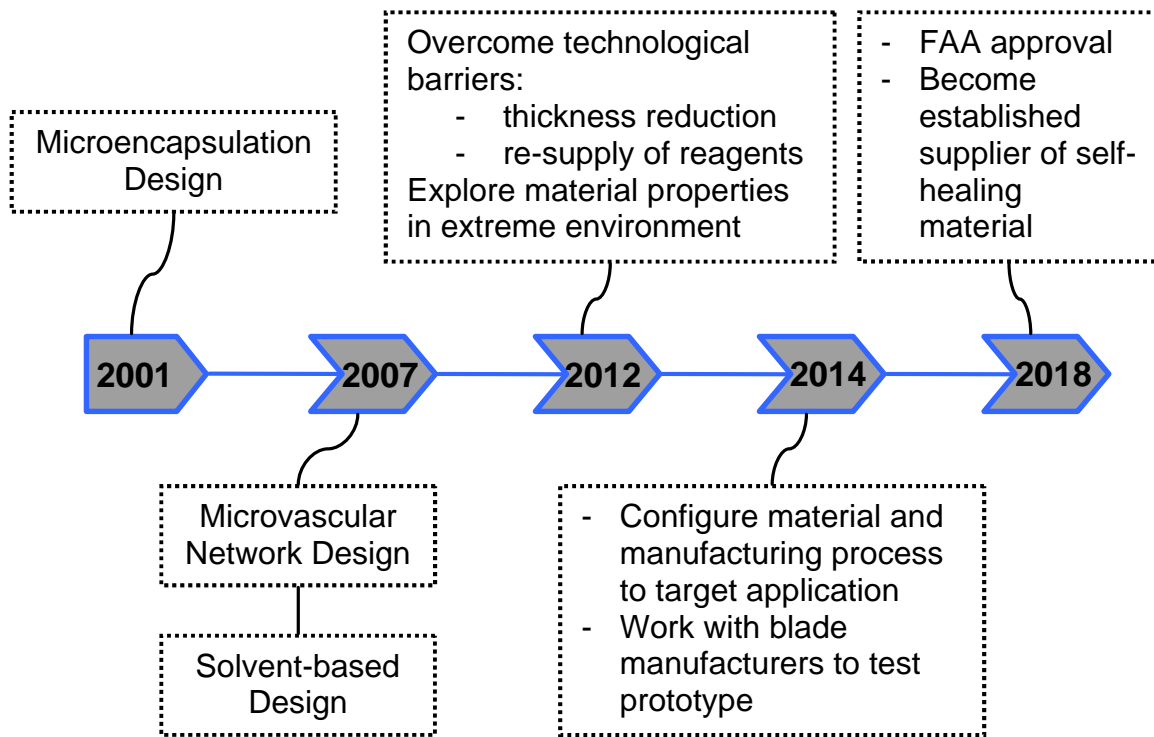 Overcome technological
barriers:
- thickness reduction
- re-supply of reagents
Explore material properties
in extreme environment
- FAA approval
- Become
established
supplier of self-
healing
material
Microencapsulation
Design
2001
2007
2012
2014
2018
Microvascular
Network Design
Solvent-based
Design
- Configure material and
manufacturing process
to target application
- Work with blade
manufacturers to test
prototype